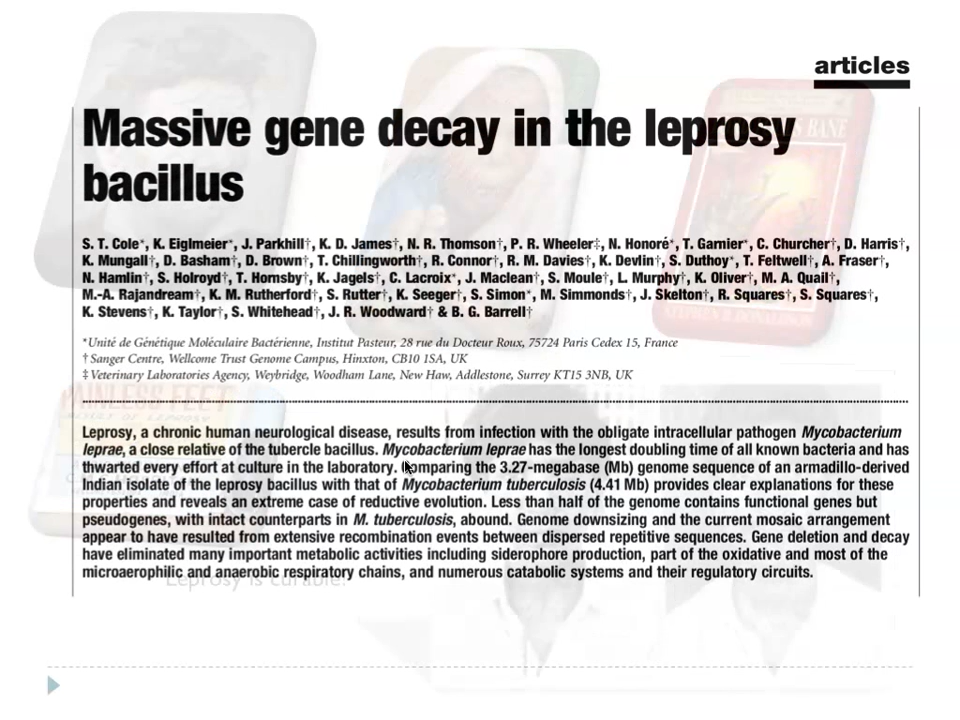 articles
Massive gene decay in the leprosy
bacillus
S. T. Cole*, K. Eiglmeier*, J. Parkhill†, K. D. James†, N. R. Thomson†, P. R. Wheeler‡, N. Honoré*, T. Garnier*, C. Churcher†, D. Harris†,
K. Mungall†, D. Basham†, D. Brown†, T. Chillingworth†, R. Connor†, R. M. Davies†, K. Devlin†, S. Duthoy*, T. Feltwell†, A. Fraser†,
N. Hamlin†, S. Holroyd†, T. Hornsby†, K. Jagels†, C. Lacroix*, J. Maclean†, S. Moule†, L. Murphy†, K. Oliver†, M. A. Quail†,
M.-A. Rajandream†, K. M. Rutherford†, S. Rutter†, K. Seeger†, S. Simon*, M. Simmonds†, J. Skelton†, R. Squares†, S. Squares†,
K. Stevens†, K. Taylor†, S. Whitehead†, J. R. Woodward† & B. G. Barrell†
*Unité de Génétique Moléculaire Bactérienne, Institut Pasteur, 28 rue du Docteur Roux, 75724 Paris Cedex 15, France
†Sanger Centre, Wellcome Trust Genome Campus, Hinxton, CB10 1SA, UK
‡Veterinary Laboratories Agency, Weybridge, Woodham Lane, New Haw, Addlestone, Surrey KT15 3NB, UK
Leprosy, a chronic human neurological disease, results from infection with the obligate intracellular pathogen Mycobacterium
leprae, a close relative of the tubercle bacillus. Mycobacterium leprae has the longest doubling time of all known bacteria and has
thwarted every effort at culture in the laboratory. Comparing the 3.27-megabase (Mb) genome sequence of an armadillo-derived
Indian isolate of the leprosy bacillus with that of Mycobacterium tuberculosis (4.41 Mb) provides clear explanations for these
properties and reveals an extreme case of reductive evolution. Less than half of the genome contains functional genes but
pseudogenes, with intact counterparts in M. tuberculosis, abound. Genome downsizing and the current mosaic arrangement
appear to have resulted from extensive recombination events between dispersed repetitive sequences. Gene deletion and decay
have eliminated many important metabolic activities including siderophore production, part of the oxidative and most of the
microaerophilic and anaerobic respiratory chains, and numerous catabolic systems and their regulatory circuits.
PAINLESS FEET
Leprosy is curable!